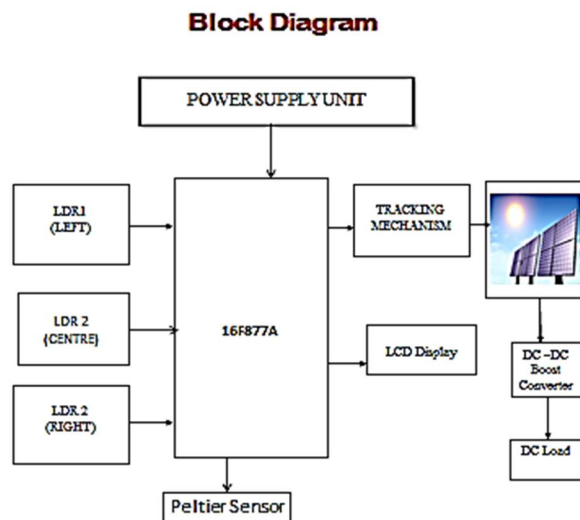 Block Diagram
POWER SUPPLY UNIT
LDR1
(LEFT)
TRACKING
MECHANISM
LDR 2
(CENTRE)
16F877A
LCD Display
DC -DC
Boost
Converter
LDR.2
(RIGHT)
DC Load
Peltier Sensor